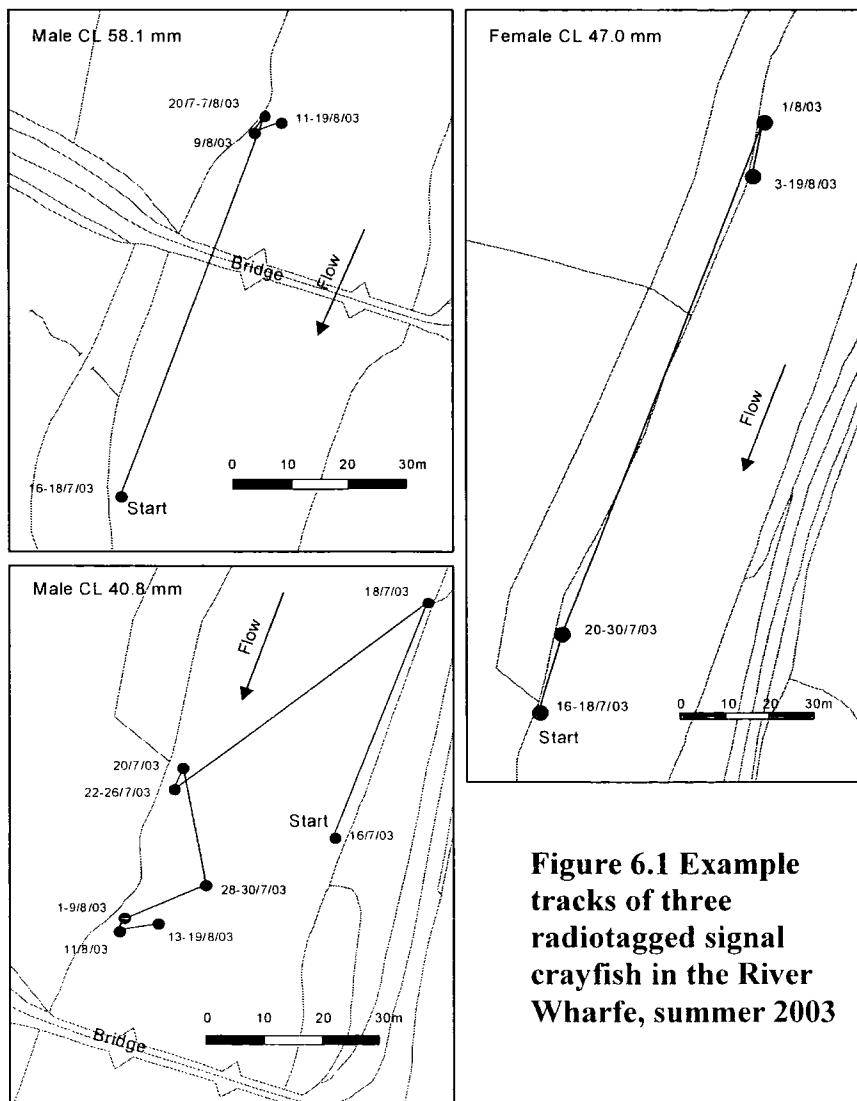 Male CL 58.1 mm
20/7-7/8/03
11-19/8/03
9/8/03
Bridge
Flow
0 10 20 30m
16-18/7/03
Start
Female CL 47.0 mm
1/8/03
3-19/8/03
Flow
20-30/7/03
0 10 20 30m
16-18/7/03
Start
Male CL 40.8 mm
18/7/03
Flow
20/7/03
22-26/7/03
Start
16/7/03
28-30/7/03
1-9/8/03
11/8/03
13-19/8/03
0 10 20 30m
Bridge
Figure 6.1 Example
tracks of three
radiotagged signal
crayfish in the River
Wharfe, summer 2003